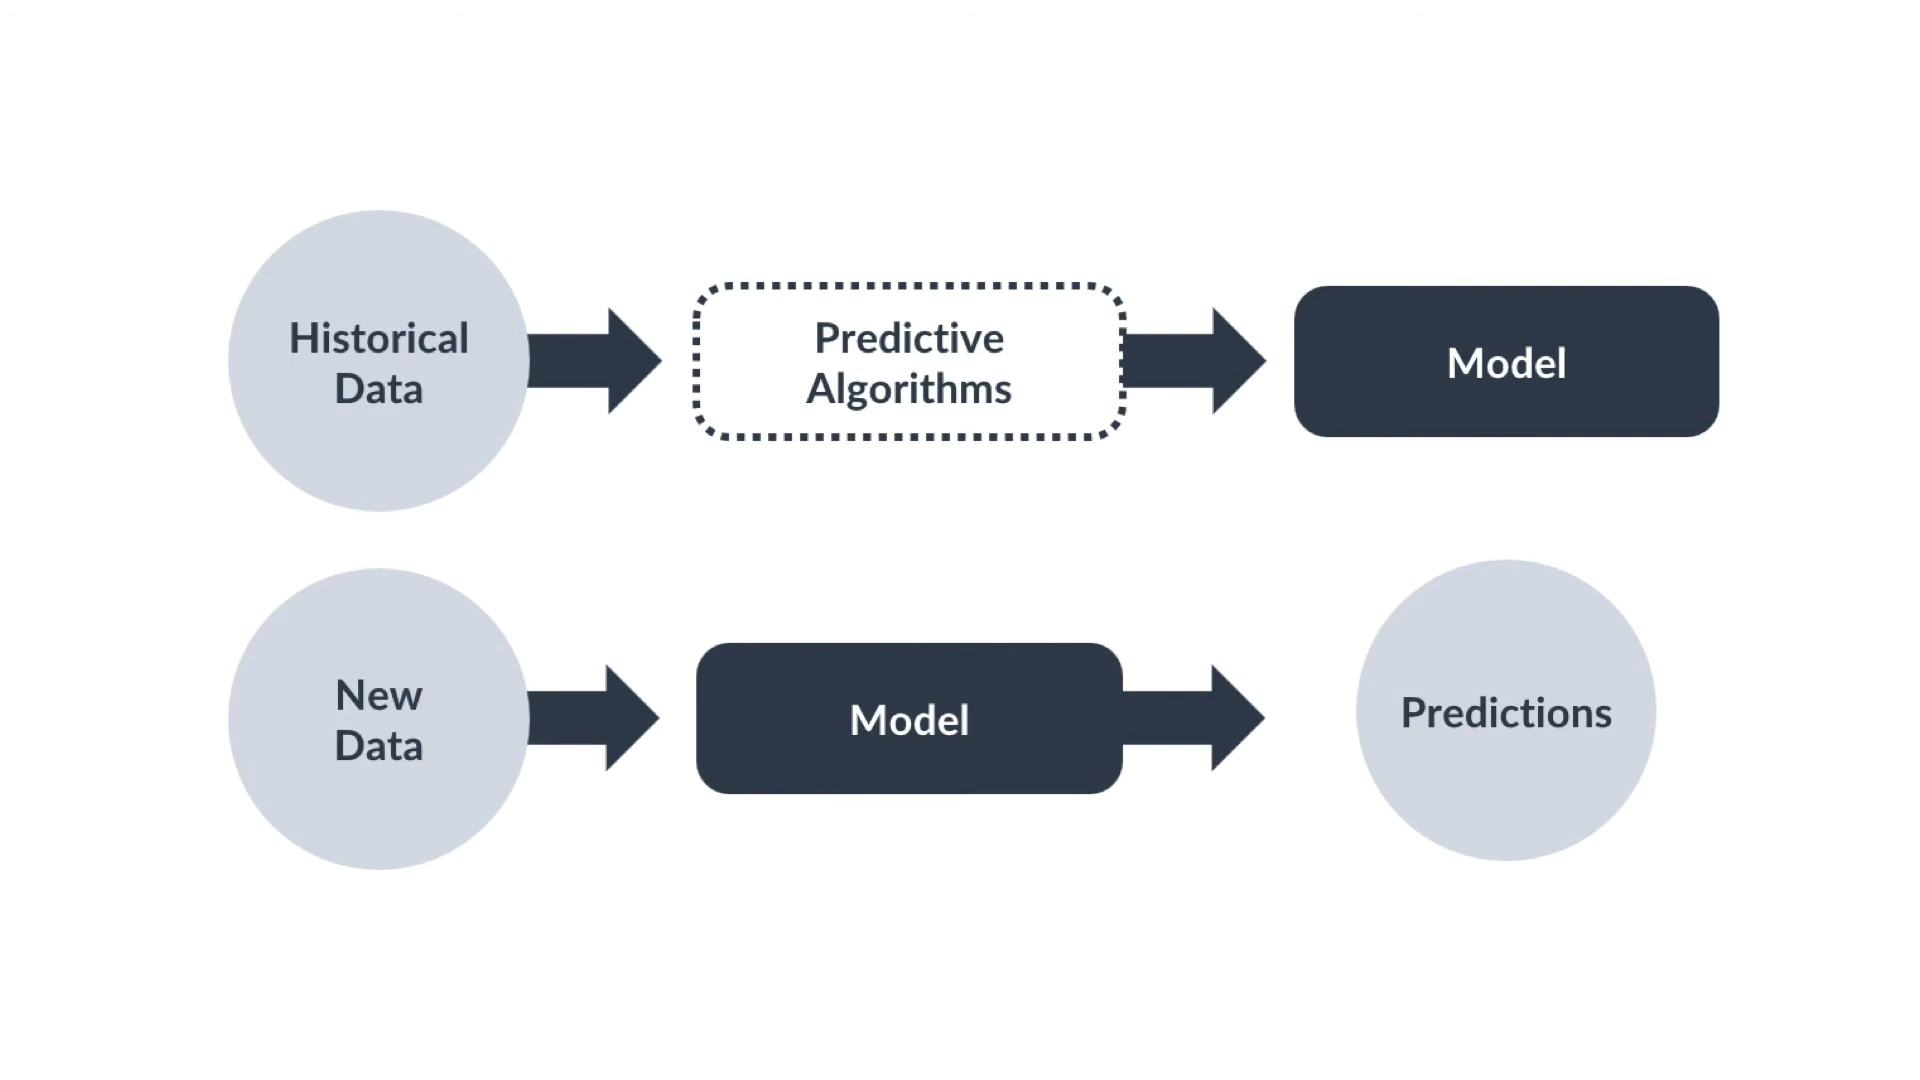 Historical
Data
Predictive
Algorithms
Model
New
Data
Model
Predictions